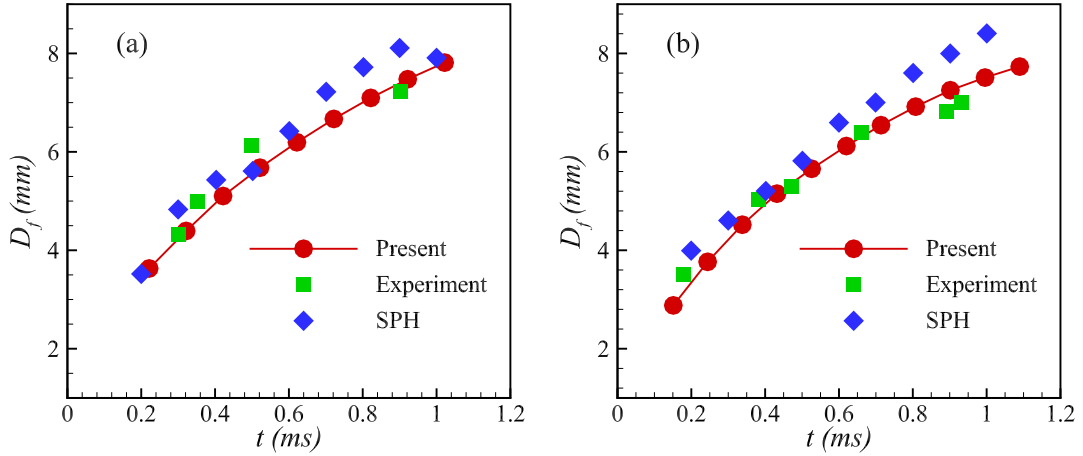 (a)
8
6
4
2
D_f (mm)
Present
Experiment
SPH
0 0.2 0.4 0.6 0.8 1 1.2
t (ms)
(b)
8
6
4
2
D_f (mm)
Present
Experiment
SPH
0 0.2 0.4 0.6 0.8 1 1.2
t (ms)